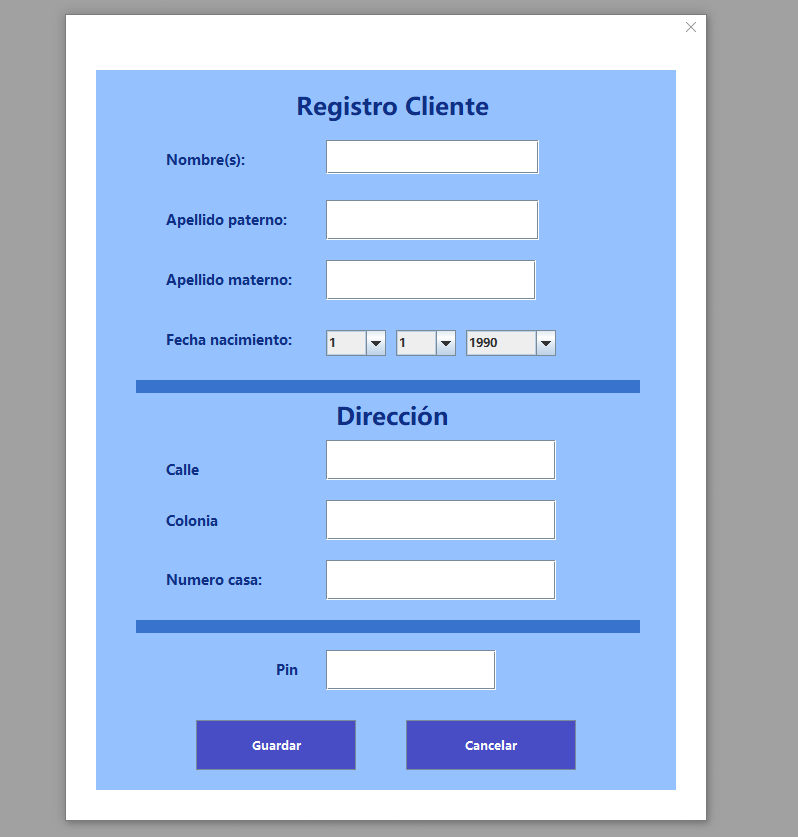 Registro Cliente
Nombre(s):
Apellido paterno:
Apellido materno:
Fecha nacimiento: 1 1 1990
Dirección
Calle
Colonia
Numero casa:
Pin
Guardar Cancelar